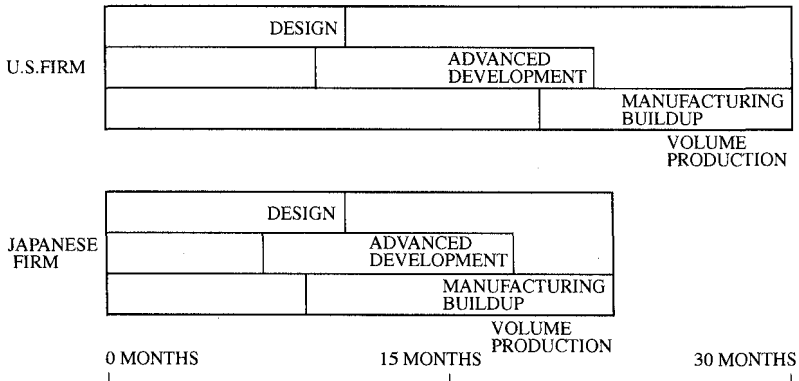 DESIGN
U.S.FIRM
ADVANCED
DEVELOPMENT
MANUFACTURING
BUILDUP
VOLUME
PRODUCTION
DESIGN
JAPANESE
FIRM
ADVANCED
DEVELOPMENT
MANUFACTURING
BUILDUP
VOLUME
PRODUCTION
0 MONTHS 15 MONTHS 30 MONTHS